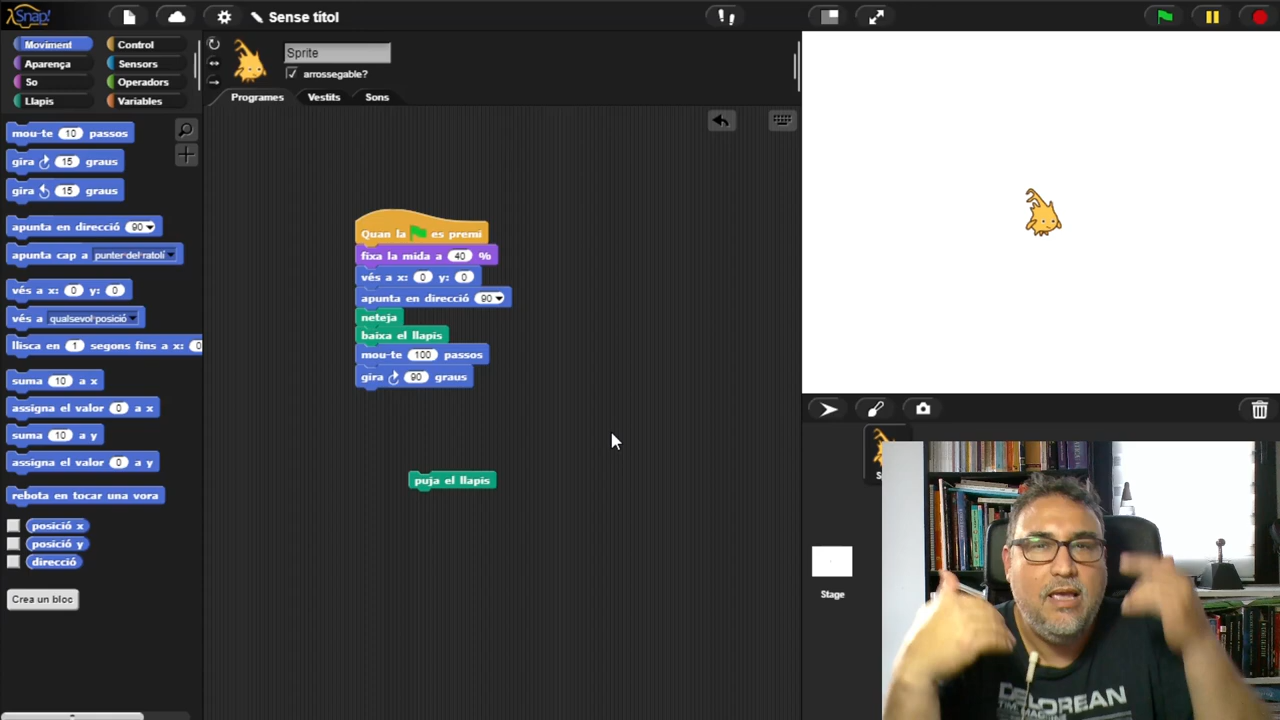 Snap!
Sense títol
Moviment
Control
Aparença
Sensors
So
Operadors
Llapis
Variables
Sprite
arrossegable?
Programes
Vestits
Sons
mou-te 10 passos
gira 15 graus
gira 15 graus
apunta en direcció 90
apunta cap a punter del ratolí
vés a x: 0 y: 0
vés a qualsevol posició
llisca en 1 segons fins a x: 0
suma 10 a x
assigna el valor 0 a x
suma 10 a y
assigna el valor 0 a y
rebota en tocar una vora
posició x
posició y
direcció
Crea un bloc
Quan la es premi
fixa la mida a 40 %
vés a x: 0 y: 0
apunta en direcció 90
neteja
baixa el llapis
mou-te 100 passos
gira 90 graus
puja el llapis
Stage
DELOREAN